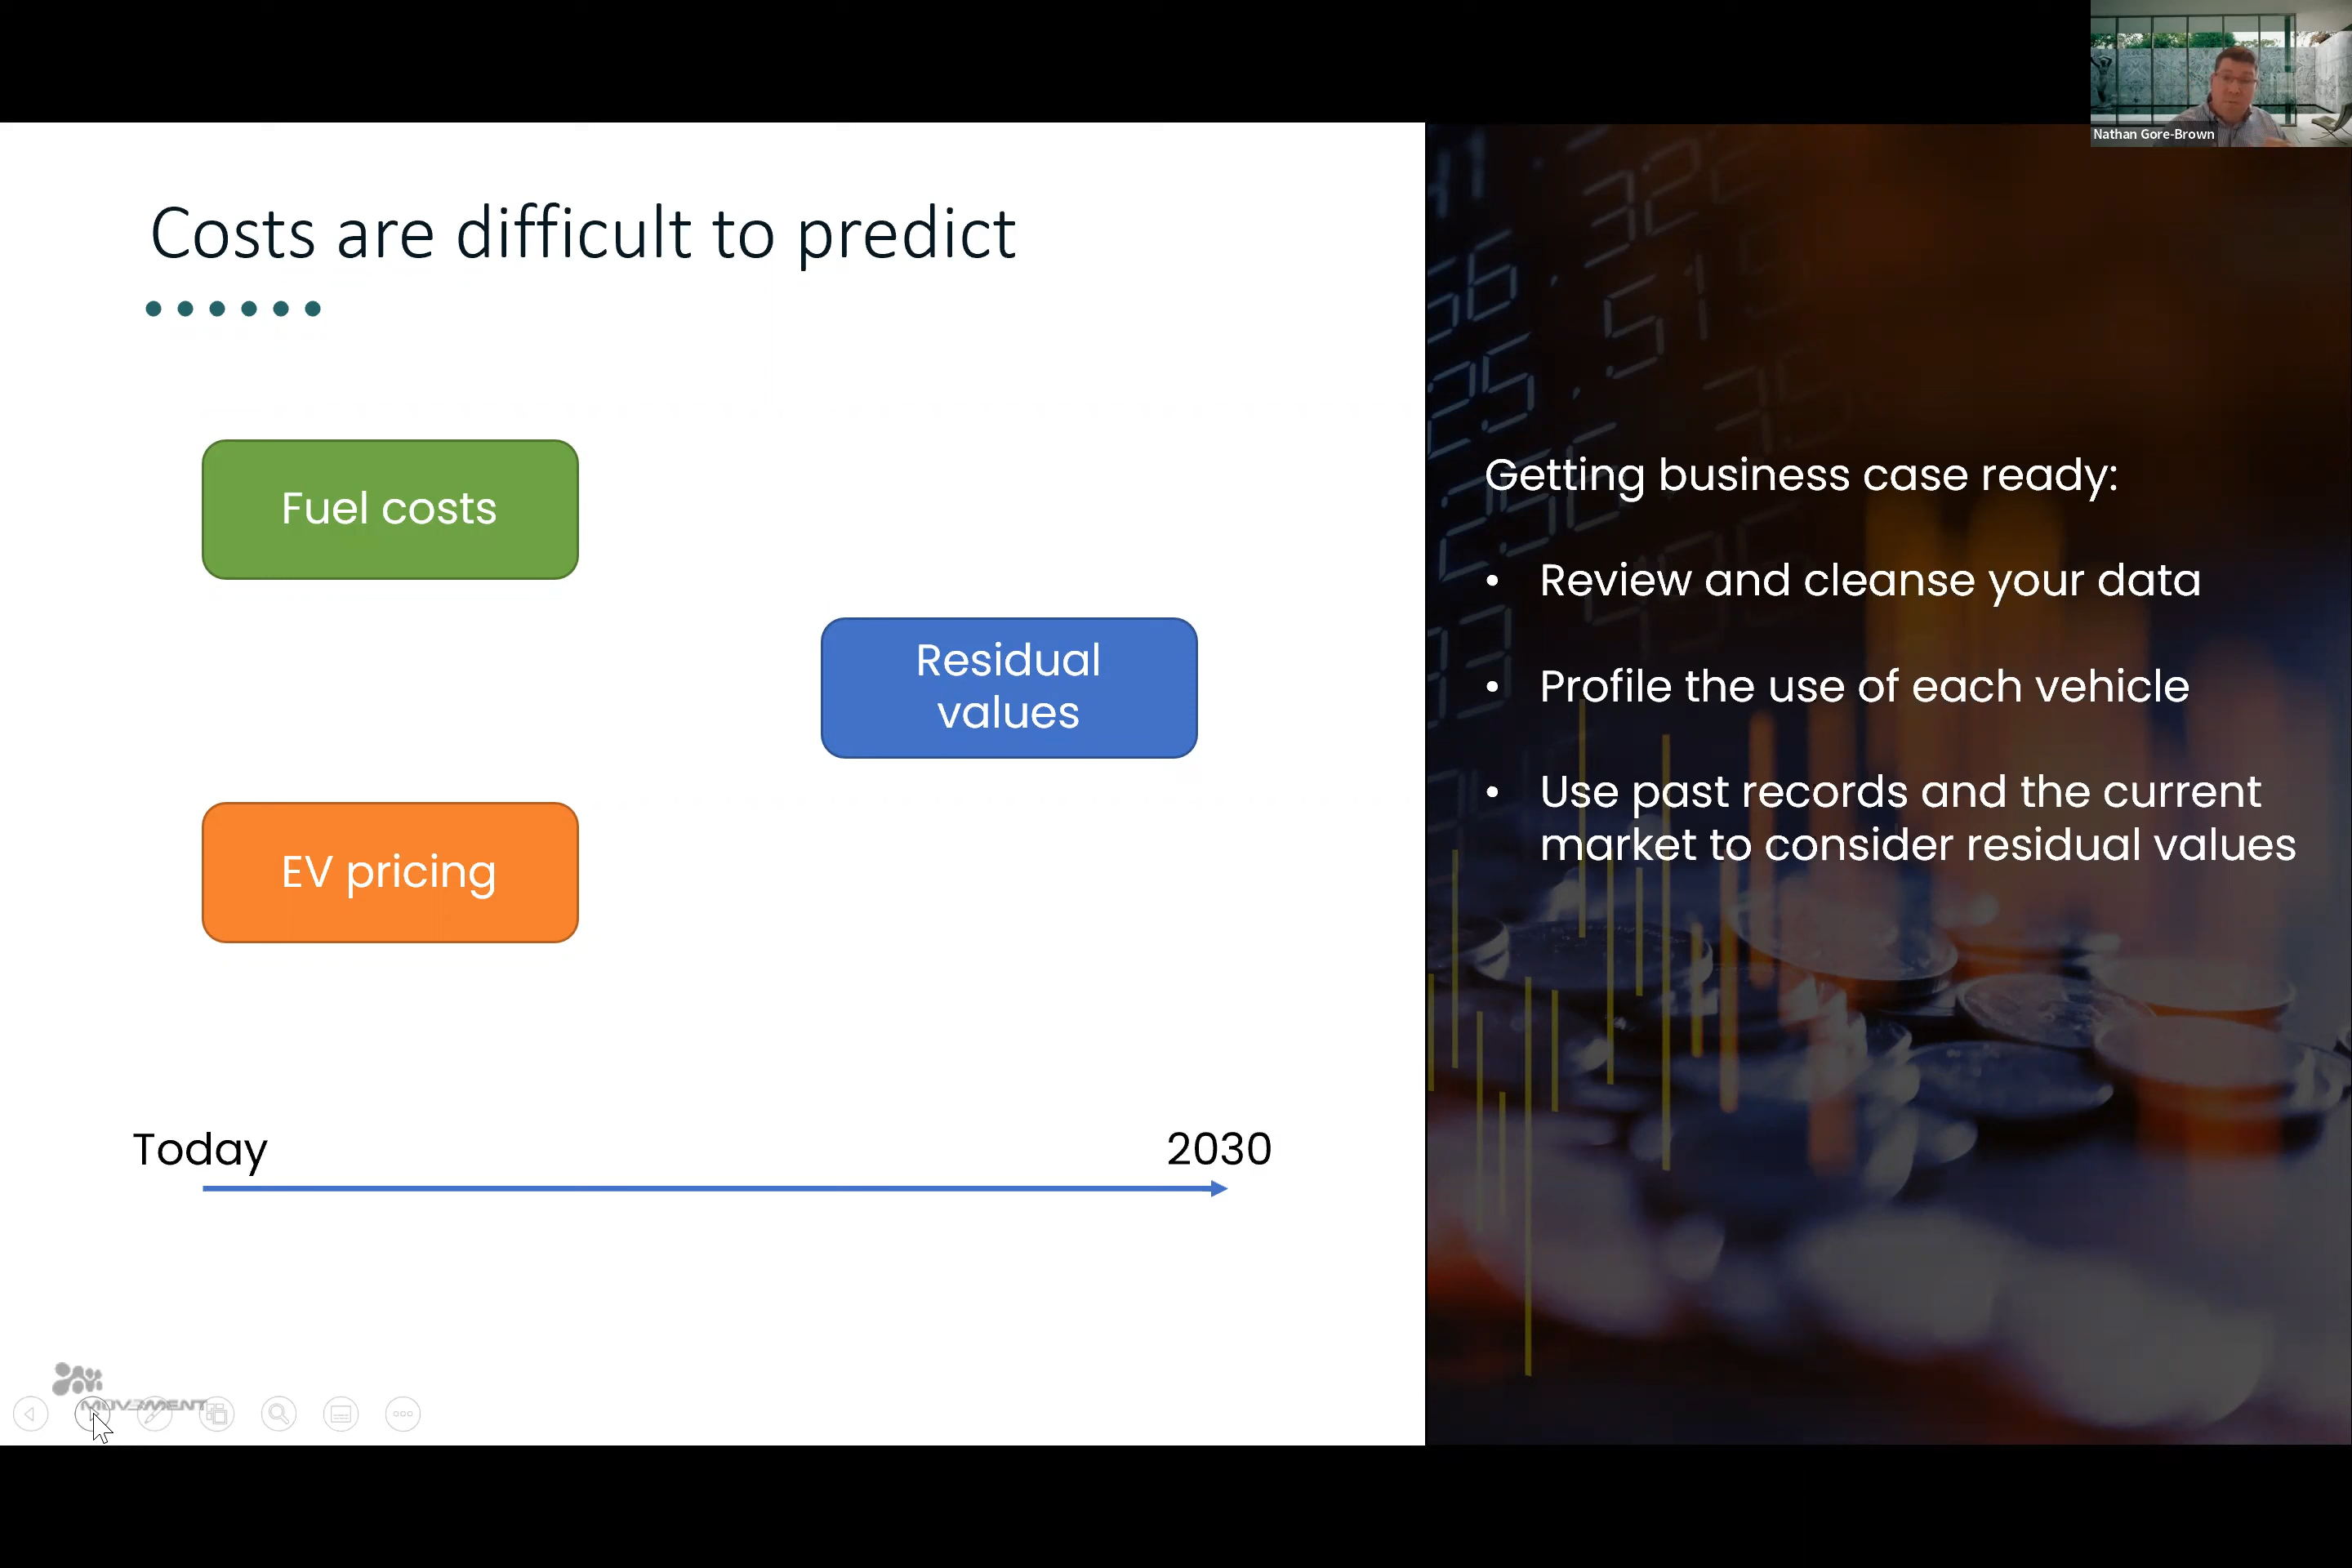 Nathan Gore-Brown
Costs are difficult to predict
Fuel costs
Residual
values
EV pricing
Today
2030
Getting business case ready:
• Review and cleanse your data
• Profile the use of each vehicle
• Use past records and the current
market to consider residual values
MOV3MENT